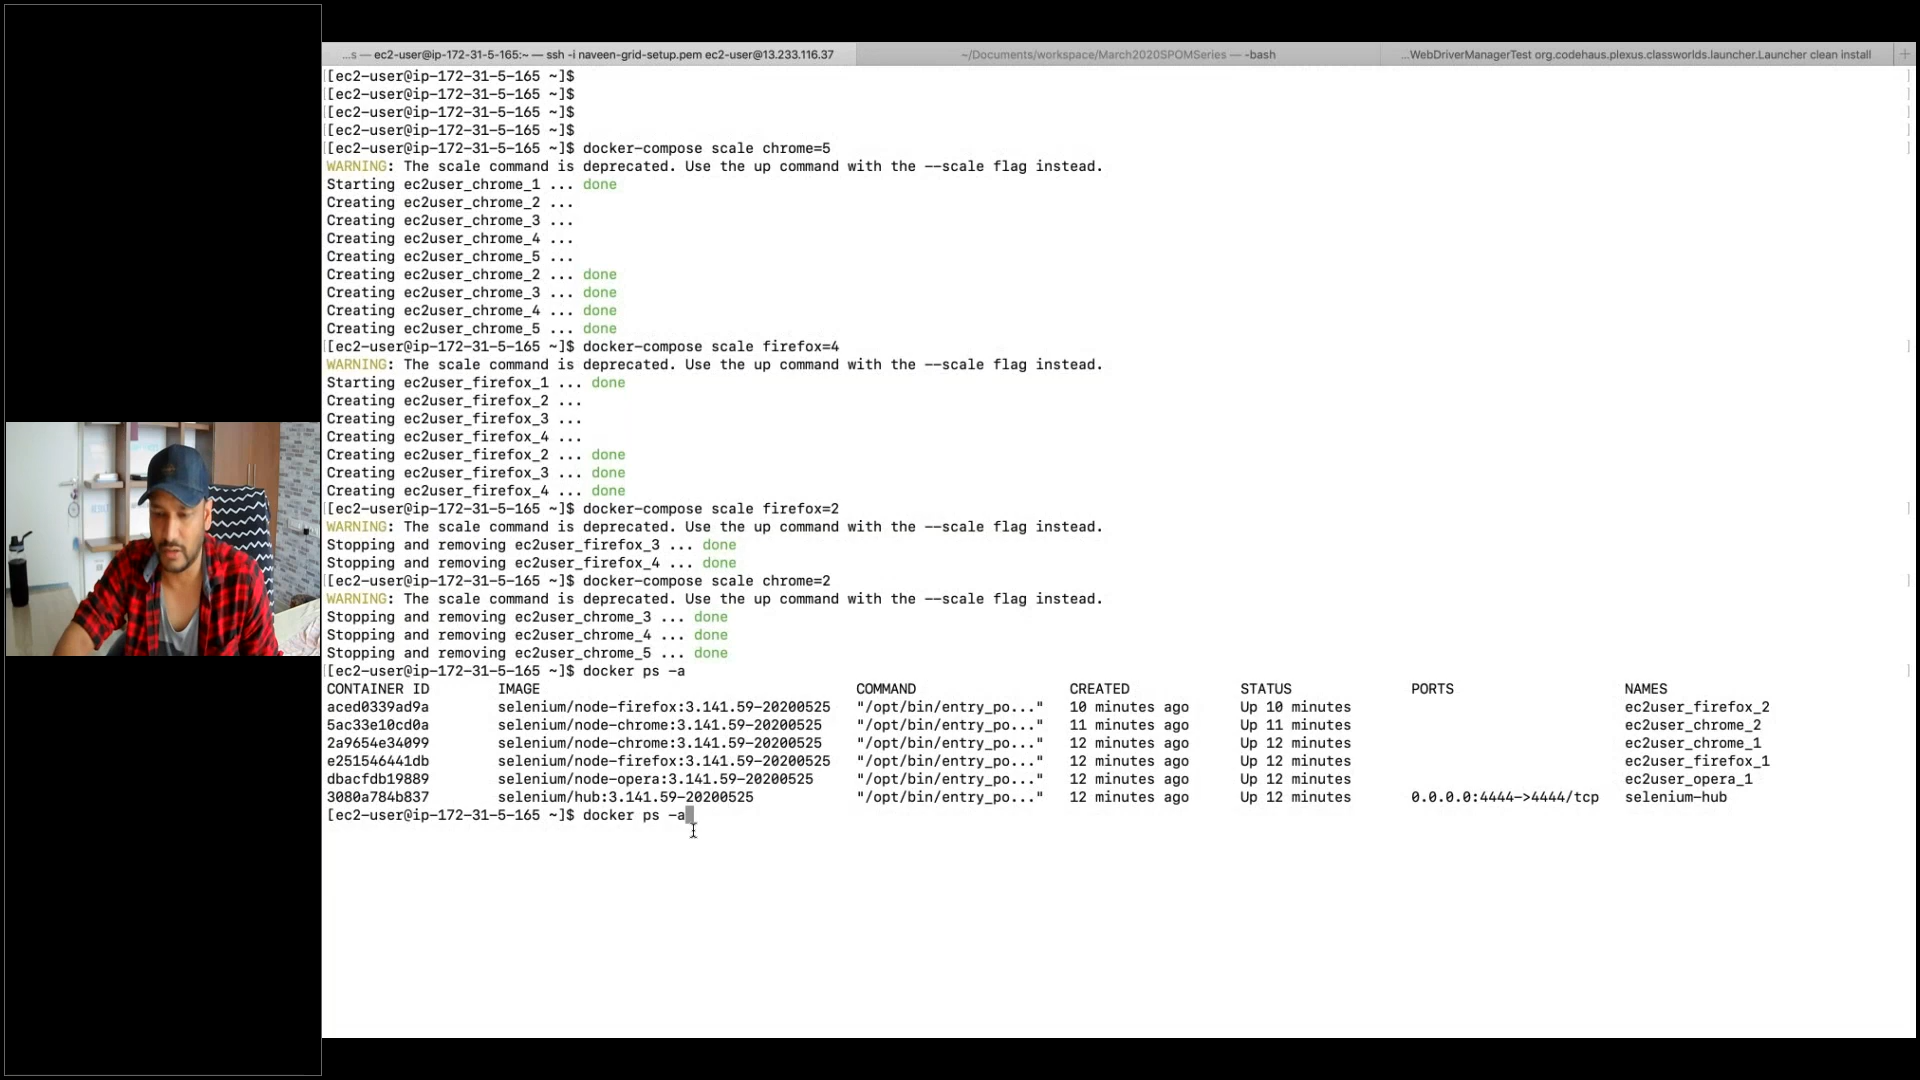 ...s — ec2-user@ip-172-31-5-165:~ — ssh -i naveen-grid-setup.pem ec2-user@13.233.116.37
~/Documents/workspace/March2020SPOMSeries — -bash
...WebDriverManagerTest org.codehaus.plexus.classworlds.launcher.Launcher clean install
[ec2-user@ip-172-31-5-165 ~]$
[ec2-user@ip-172-31-5-165 ~]$
[ec2-user@ip-172-31-5-165 ~]$
[ec2-user@ip-172-31-5-165 ~]$
[ec2-user@ip-172-31-5-165 ~]$ docker-compose scale chrome=5
WARNING: The scale command is deprecated. Use the up command with the --scale flag instead.
Starting ec2user_chrome_1 ... done
Creating ec2user_chrome_2 ...
Creating ec2user_chrome_3 ...
Creating ec2user_chrome_4 ...
Creating ec2user_chrome_5 ...
Creating ec2user_chrome_2 ... done
Creating ec2user_chrome_3 ... done
Creating ec2user_chrome_4 ... done
Creating ec2user_chrome_5 ... done
[ec2-user@ip-172-31-5-165 ~]$ docker-compose scale firefox=4
WARNING: The scale command is deprecated. Use the up command with the --scale flag instead.
Starting ec2user_firefox_1 ... done
Creating ec2user_firefox_2 ...
Creating ec2user_firefox_3 ...
Creating ec2user_firefox_4 ...
Creating ec2user_firefox_2 ... done
Creating ec2user_firefox_3 ... done
Creating ec2user_firefox_4 ... done
[ec2-user@ip-172-31-5-165 ~]$ docker-compose scale firefox=2
WARNING: The scale command is deprecated. Use the up command with the --scale flag instead.
Stopping and removing ec2user_firefox_3 ... done
Stopping and removing ec2user_firefox_4 ... done
[ec2-user@ip-172-31-5-165 ~]$ docker-compose scale chrome=2
WARNING: The scale command is deprecated. Use the up command with the --scale flag instead.
Stopping and removing ec2user_chrome_3 ... done
Stopping and removing ec2user_chrome_4 ... done
Stopping and removing ec2user_chrome_5 ... done
[ec2-user@ip-172-31-5-165 ~]$ docker ps -a
CONTAINER ID IMAGE COMMAND CREATED STATUS PORTS NAMES
aced0339ad9a selenium/node-firefox:3.141.59-20200525 "/opt/bin/entry_po..." 10 minutes ago Up 10 minutes ec2user_firefox_2
5ac33e10cd0a selenium/node-chrome:3.141.59-20200525 "/opt/bin/entry_po..." 11 minutes ago Up 11 minutes ec2user_chrome_2
2a9654e34099 selenium/node-chrome:3.141.59-20200525 "/opt/bin/entry_po..." 12 minutes ago Up 12 minutes ec2user_chrome_1
e251546441db selenium/node-firefox:3.141.59-20200525 "/opt/bin/entry_po..." 12 minutes ago Up 12 minutes ec2user_firefox_1
dbacfdb19889 selenium/node-opera:3.141.59-20200525 "/opt/bin/entry_po..." 12 minutes ago Up 12 minutes ec2user_opera_1
3080a784b837 selenium/hub:3.141.59-20200525 "/opt/bin/entry_po..." 12 minutes ago Up 12 minutes 0.0.0.0:4444->4444/tcp selenium-hub
[ec2-user@ip-172-31-5-165 ~]$ docker ps -a